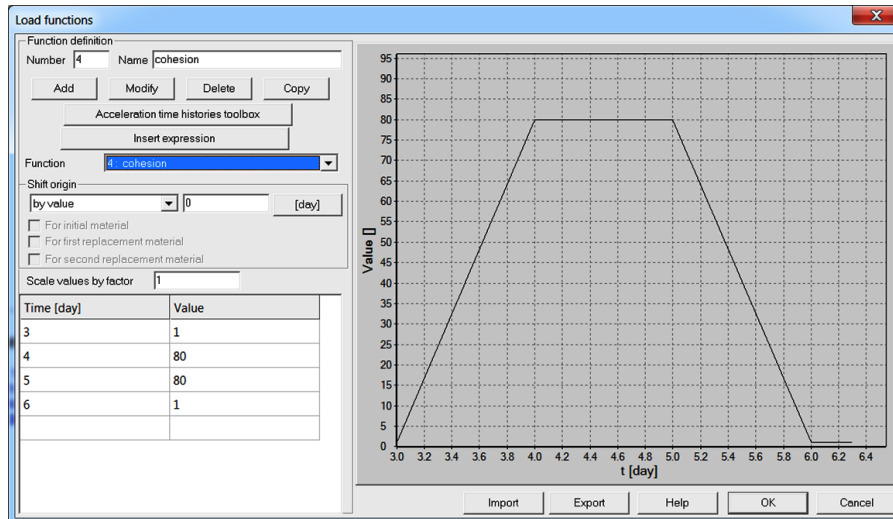 Load functions
Function definition
Number 4 Name cohesion
Add Modify Delete Copy
Acceleration time histories toolbox
Insert expression
Function 4 : cohesion
Shift origin
by value 0 [day]
For initial material
For first replacement material
For second replacement material
Scale values by factor 1
Time [day] Value
3 1
4 80
5 80
6 1
95
90
85
80
75
70
65
60
55
50
45
40
35
30
25
20
15
10
5
0
Value []
3.0 3.2 3.4 3.6 3.8 4.0 4.2 4.4 4.6 4.8 5.0 5.2 5.4 5.6 5.8 6.0 6.2 6.4
t [day]
Import Export Help OK Cancel